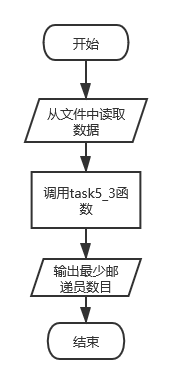 开始
从文件中读取
数据
调用task5_3函
数
输出最少邮
递员数目
结束